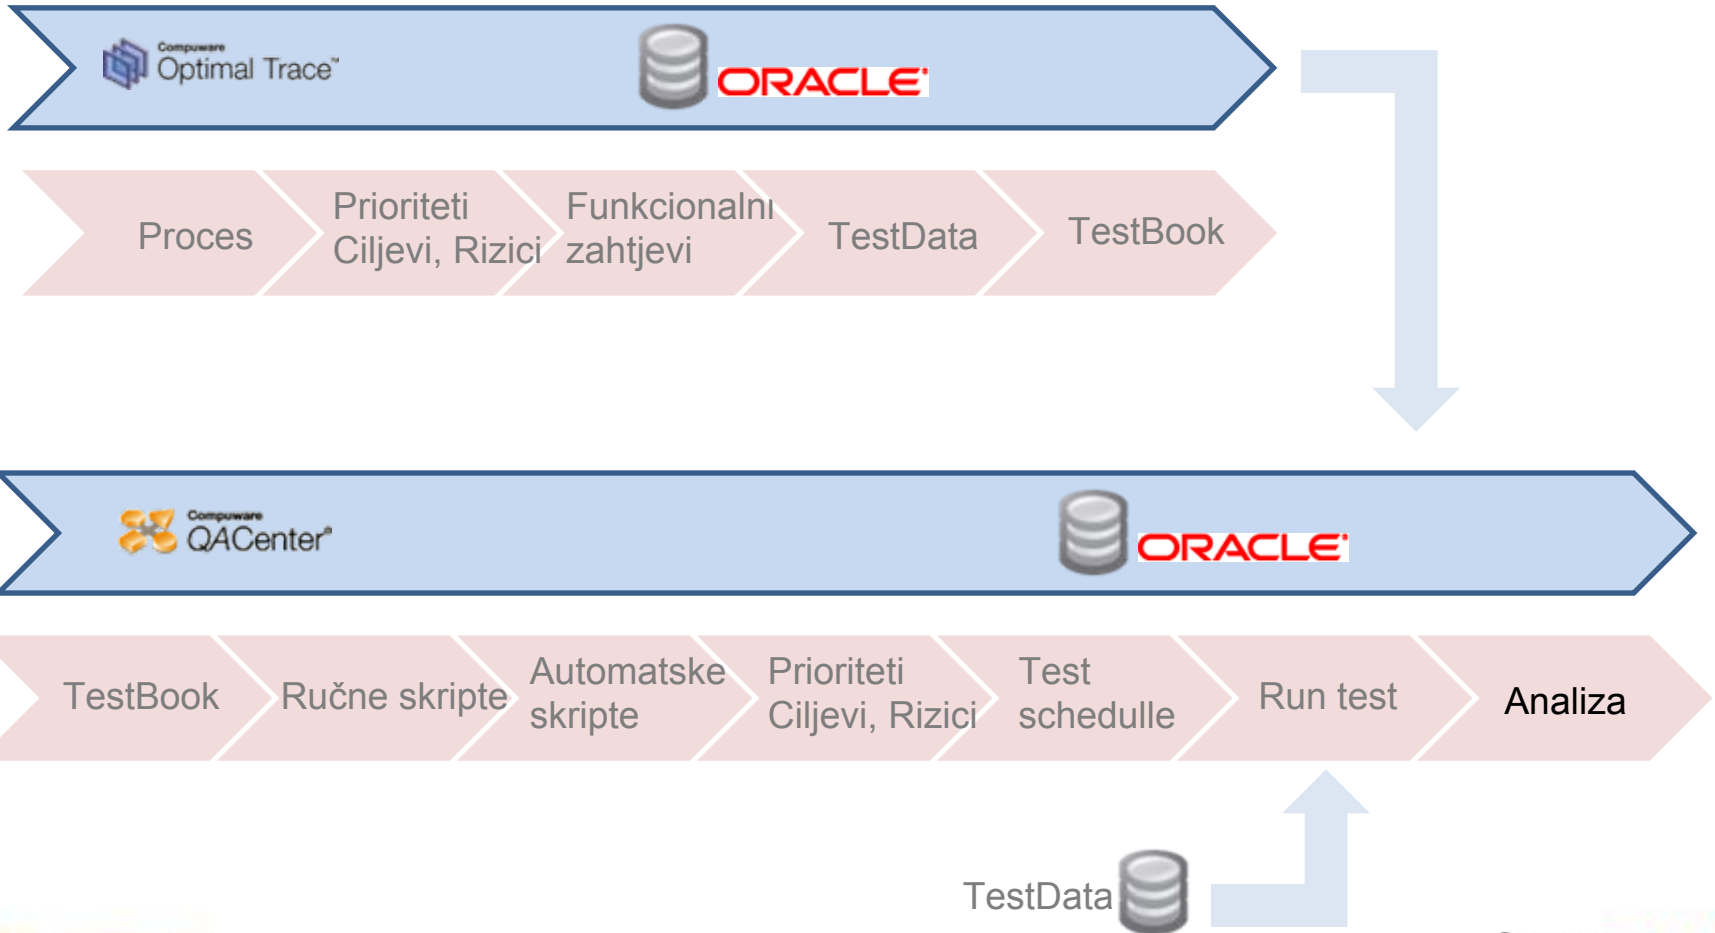 Compuware
Optimal Trace™
ORACLE
Proces
Prioriteti
Ciljevi, Rizici
Funkcionalni
zahtjevi
TestData
TestBook
Compuware
QACenter®
ORACLE
TestBook
Ručne skripte
Automatske
skripte
Prioriteti
Ciljevi, Rizici
Test
schedulle
Run test
Analiza
TestData